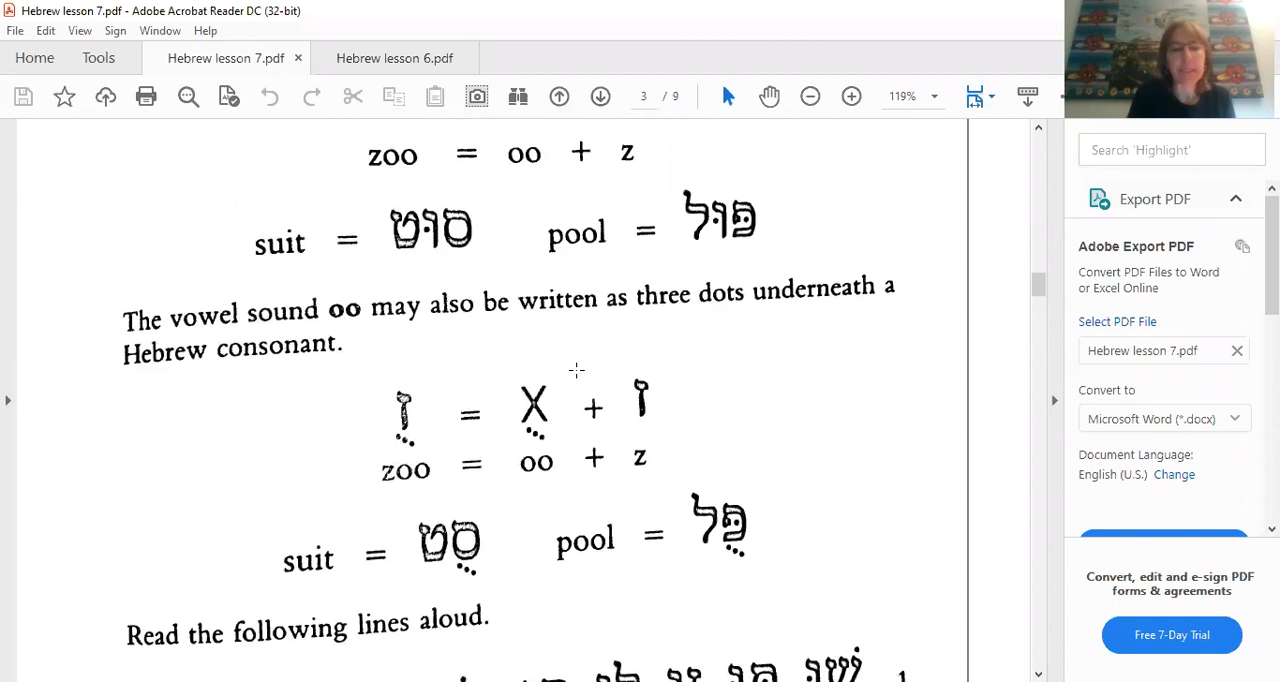 Hebrew lesson 7.pdf - Adobe Acrobat Reader DC (32-bit)
File Edit View Sign Window Help
Home Tools Hebrew lesson 7.pdf × Hebrew lesson 6.pdf
3 / 9 119%
zoo = oo + z
suit = סוּט pool = פּוּל
The vowel sound oo may also be written as three dots underneath a
Hebrew consonant.
זֻ = Xֻ + ז
zoo = oo + z
suit = סֻט pool = פֻּל
Read the following lines aloud.
Search 'Highlight'
Export PDF
Adobe Export PDF
Convert PDF Files to Word
or Excel Online
Select PDF File
Hebrew lesson 7.pdf
Convert to
Microsoft Word (*.docx)
Document Language:
English (U.S.) Change
Convert, edit and e-sign PDF
forms & agreements
Free 7-Day Trial